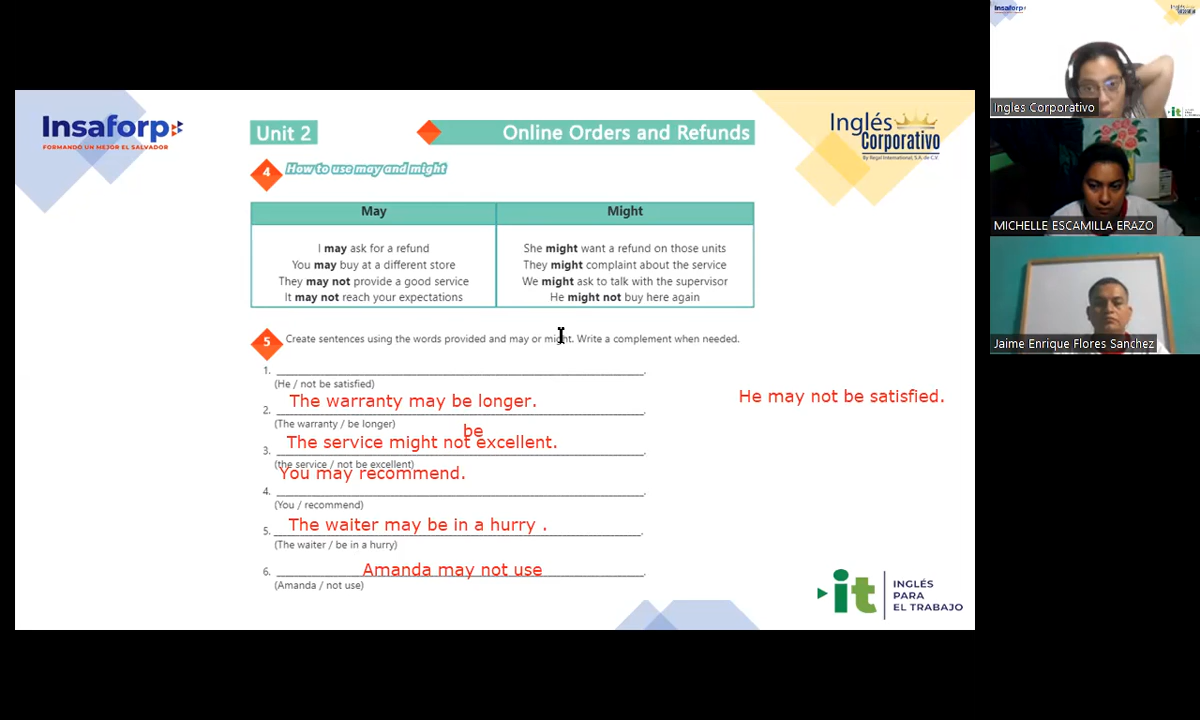 Insaforp
FORMANDO UN MEJOR EL SALVADOR
Unit 2
Online Orders and Refunds
Inglés
Corporativo
By Regal International, S.A. de C.V.
4
How to use may and might
May
Might
I may ask for a refund
You may buy at a different store
They may not provide a good service
It may not reach your expectations
She might want a refund on those units
They might complaint about the service
We might ask to talk with the supervisor
He might not buy here again
5
Create sentences using the words provided and may or might. Write a complement when needed.
1. ______.
(He / not be satisfied)
He may not be satisfied.
The warranty may be longer.
2. ______.
(The warranty / be longer)
be
The service might not excellent.
3. ______.
(the service / not be excellent)
You may recommend.
4. ______.
(You / recommend)
The waiter may be in a hurry .
5. ______.
(The waiter / be in a hurry)
Amanda may not use
6. ______.
(Amanda / not use)
it
INGLÉS
PARA
EL TRABAJO
Insaforp
Ingles Corporativo
it
MICHELLE ESCAMILLA ERAZO
Jaime Enrique Flores Sanchez